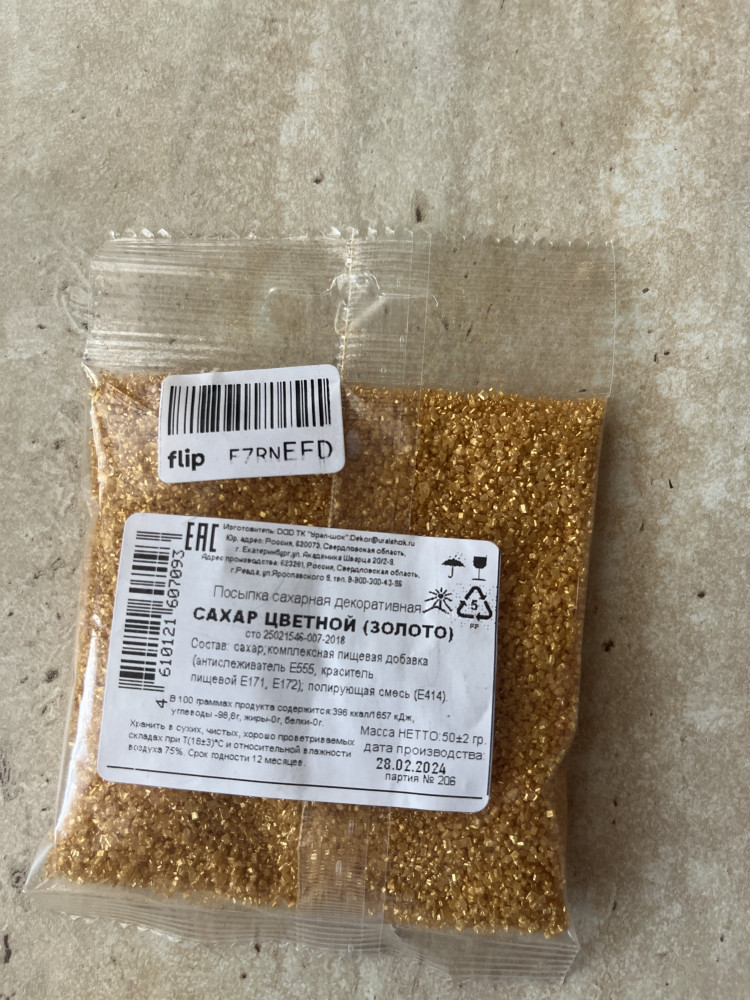 flip F7RNEFD
EAC
Изготовитель: ООО ТК "Урал-шок":Dekor@uralshok.ru
Юр. адрес: Россия, 620073, Свердловская область,
г. Екатеринбург, ул. Академика Шварца 20/2-9.
Адрес производства: 623281, Россия, Свердловская область,
г.Ревда, ул.Ярославского 9, тел. 8-900-300-43-86
Посыпка сахарная декоративная
САХАР ЦВЕТНОЙ (ЗОЛОТО)
сто 25021546-007-2018
Состав: сахар;комплексная пищевая добавка
(антислеживатель Е555, краситель
пищевой Е171, Е172); полирующая смесь (Е414).
В 100 граммах продукта содержится:396 ккал/1657 кДж,
углеводы -98,8г, жиры-0г, белки-0г.
Хранить в сухих, чистых, хорошо проветриваемых
складах при Т(18±3)°С и относительной влажности
воздуха 75%. Срок годности 12 месяцев.
Масса НЕТТО:50±2 гр.
дата производства:
28.02.2024
партия № 206
5
PP
4 610121 607093